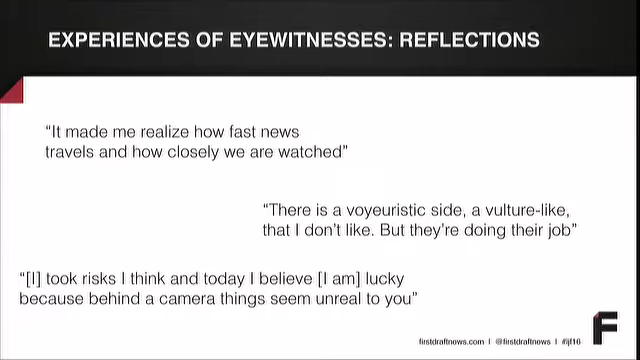 EXPERIENCES OF EYEWITNESSES: REFLECTIONS
“It made me realize how fast news
travels and how closely we are watched”
“There is a voyeuristic side, a vulture-like,
that I don’t like. But they’re doing their job”
“[I] took risks I think and today I believe [I am] lucky
because behind a camera things seem unreal to you”
firstdraftnews.com | @firstdraftnews | #ijf16
F